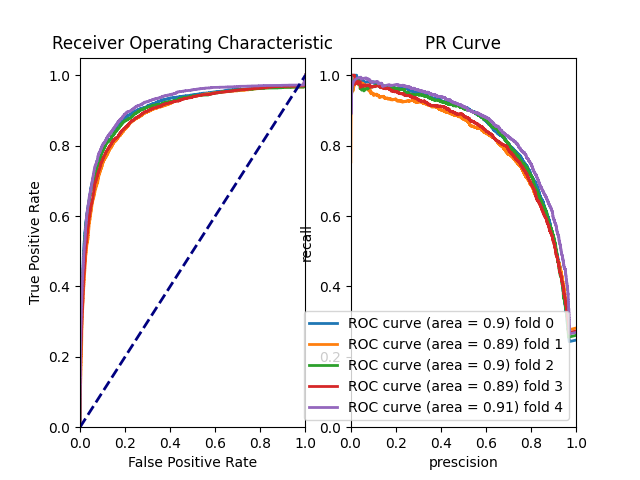 Receiver Operating Characteristic
PR Curve
True Positive Rate
1.0
0.8
0.6
0.4
0.2
0.0
0.0 0.2 0.4 0.6 0.8 1.0
False Positive Rate
recall
1.0
0.8
0.6
0.4
0.2
0.0
0.0 0.2 0.4 0.6 0.8 1.0
prescision
ROC curve (area = 0.9) fold 0
ROC curve (area = 0.89) fold 1
ROC curve (area = 0.9) fold 2
ROC curve (area = 0.89) fold 3
ROC curve (area = 0.91) fold 4